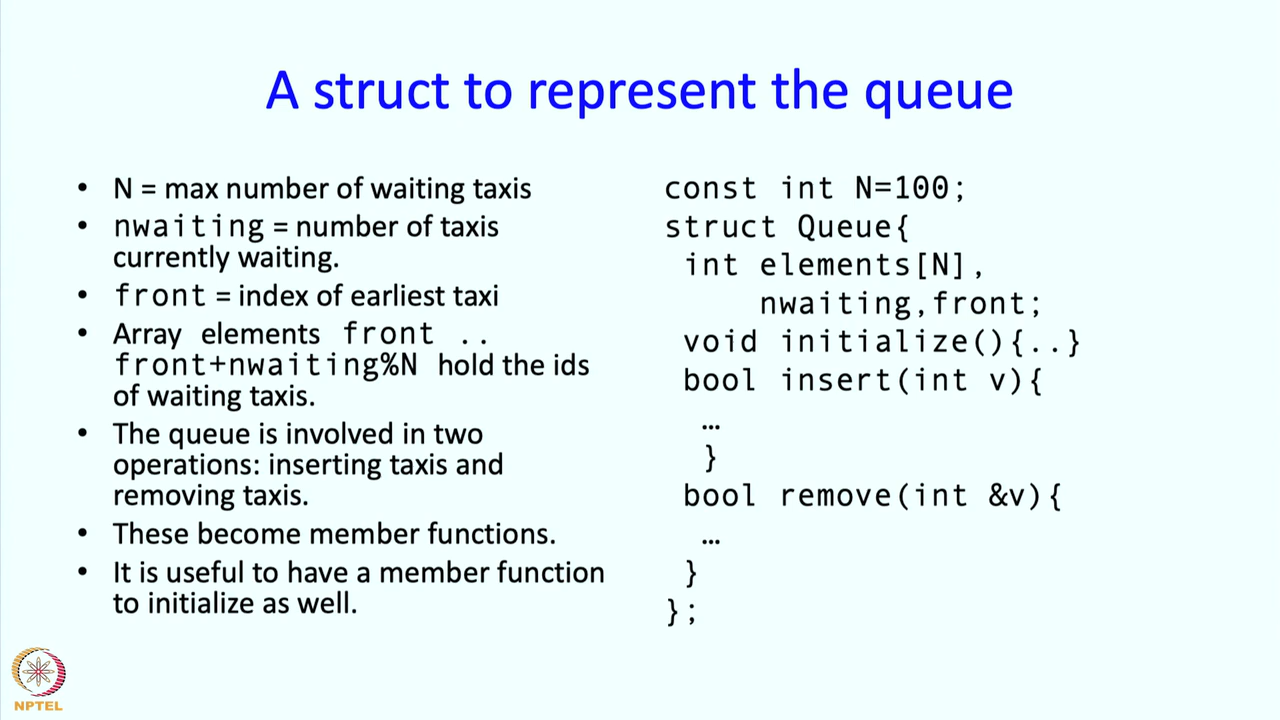 A struct to represent the queue
• N = max number of waiting taxis
• nwaiting = number of taxis
currently waiting.
• front = index of earliest taxi
• Array elements front ..
front+nwaiting%N hold the ids
of waiting taxis.
• The queue is involved in two
operations: inserting taxis and
removing taxis.
• These become member functions.
• It is useful to have a member function
to initialize as well.
const int N=100;
struct Queue{
int elements[N],
nwaiting,front;
void initialize(){..}
bool insert(int v){
…
}
bool remove(int &v){
…
}
};
NPTEL